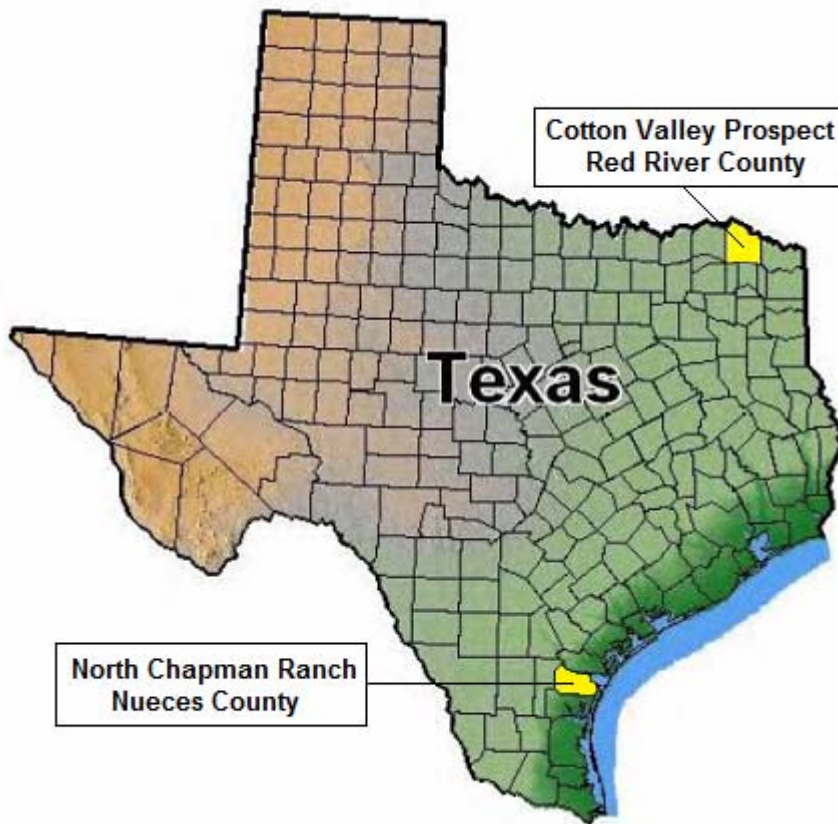 Cotton Valley Prospect
Red River County
Texas
North Chapman Ranch
Nueces County